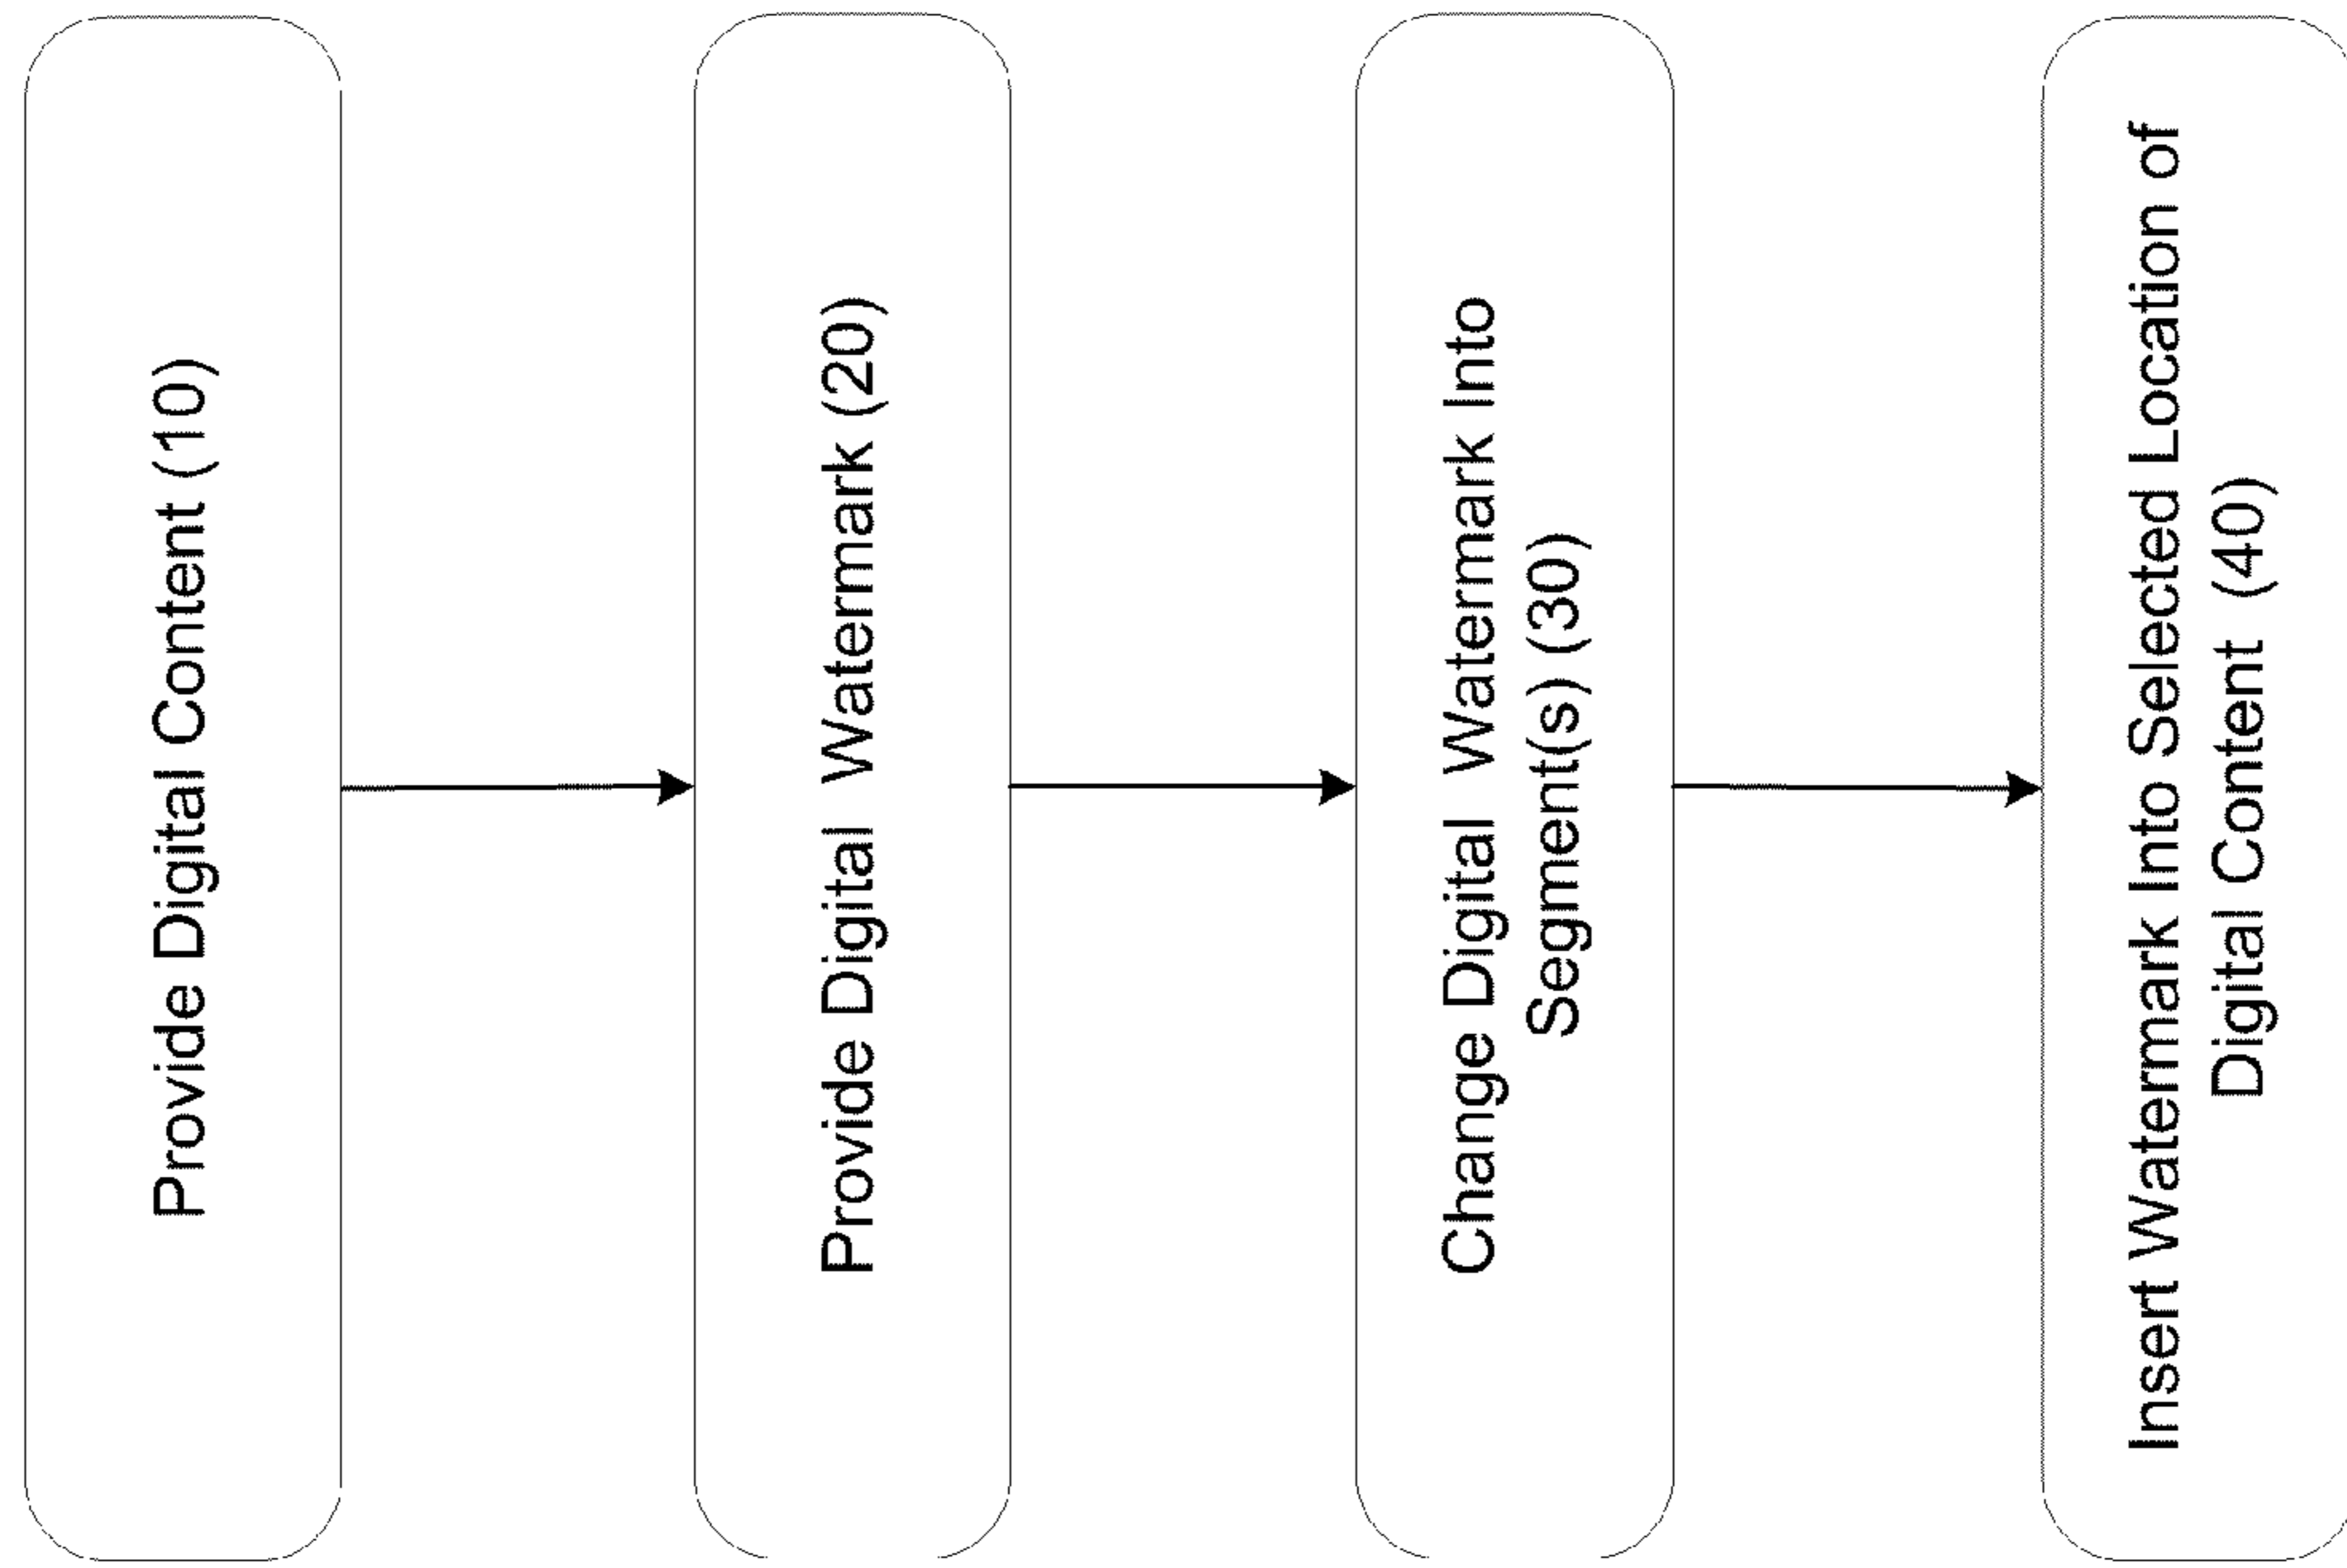 Provide Digital Content (10)
Provide Digital Watermark (20)
Change Digital Watermark Into
Segment(s) (30)
Insert Watermark Into Selected Location of
Digital Content (40)